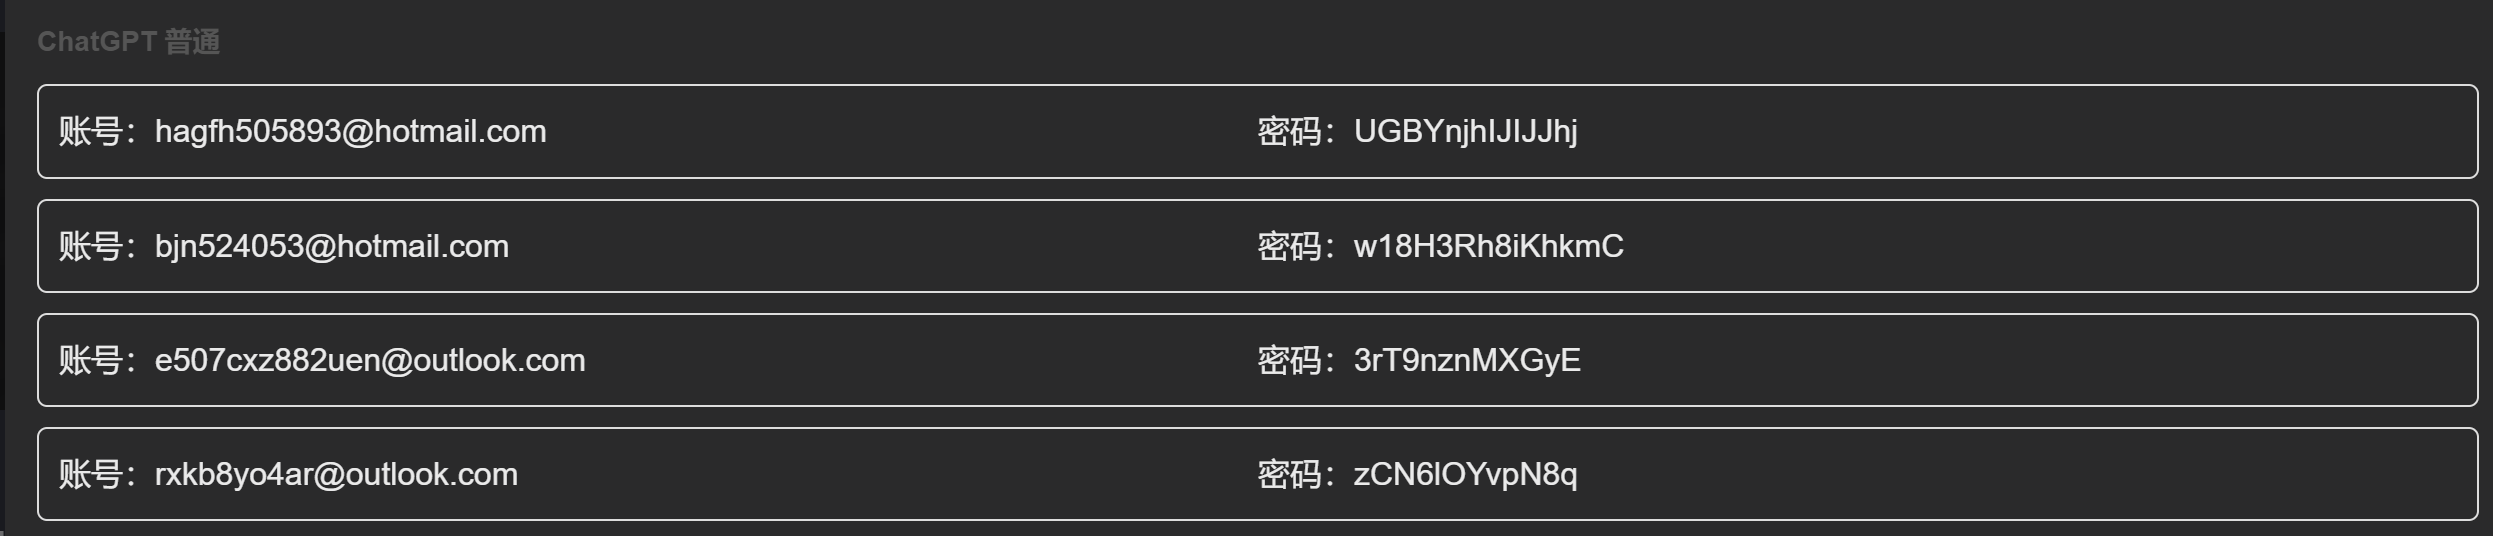 ChatGPT 普通
账号：hagfh505893@hotmail.com 密码：UGBYnjhIJIJJhj
账号：bjn524053@hotmail.com 密码：w18H3Rh8iKhkmC
账号：e507cxz882uen@outlook.com 密码：3rT9nznMXGyE
账号：rxkb8yo4ar@outlook.com 密码：zCN6lOYvpN8q